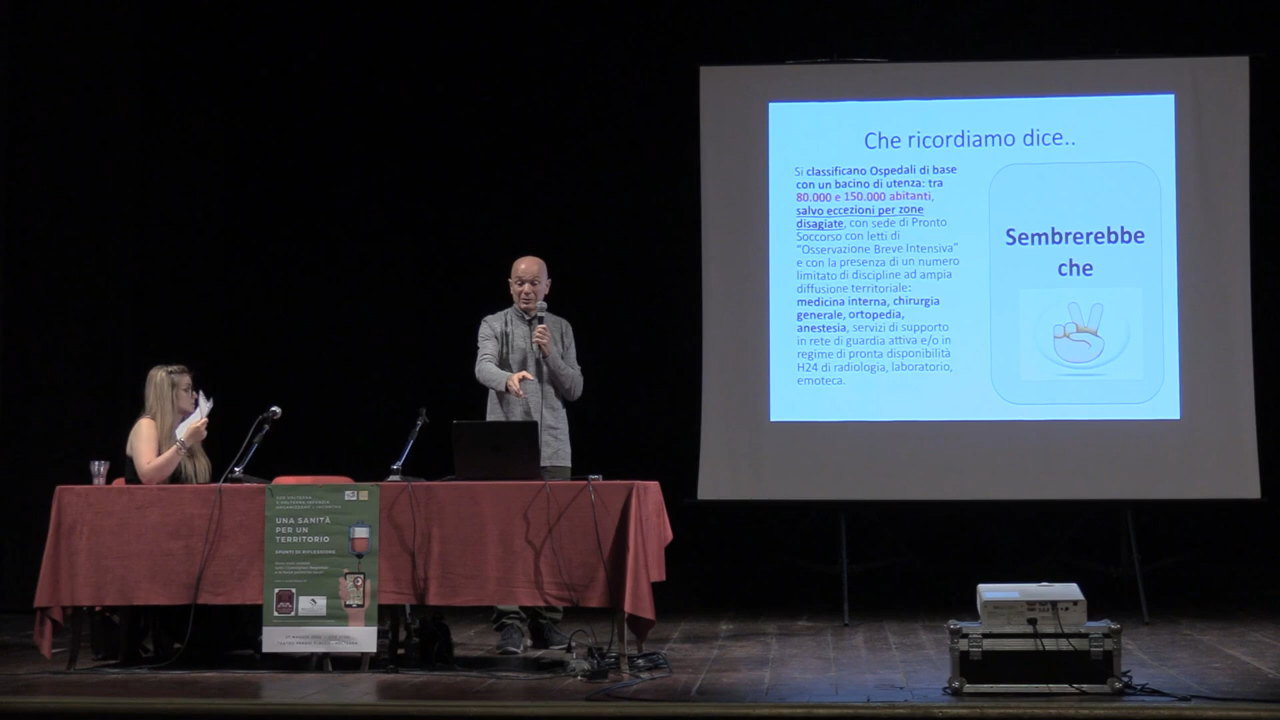 Che ricordiamo dice..
Si classificano Ospedali di base
con un bacino di utenza: tra
80.000 e 150.000 abitanti,
salvo eccezioni per zone
disagiate, con sede di Pronto
Soccorso con letti di
“Osservazione Breve Intensiva”
e con la presenza di un numero
limitato di discipline ad ampia
diffusione territoriale:
medicina interna, chirurgia
generale, ortopedia,
anestesia, servizi di supporto
in rete di guardia attiva e/o in
regime di pronta disponibilità
H24 di radiologia, laboratorio,
emoteca.
Sembrerebbe
che
UNA SANITÀ
PER UN
TERRITORIO
SPUNTI DI RIFLESSIONE